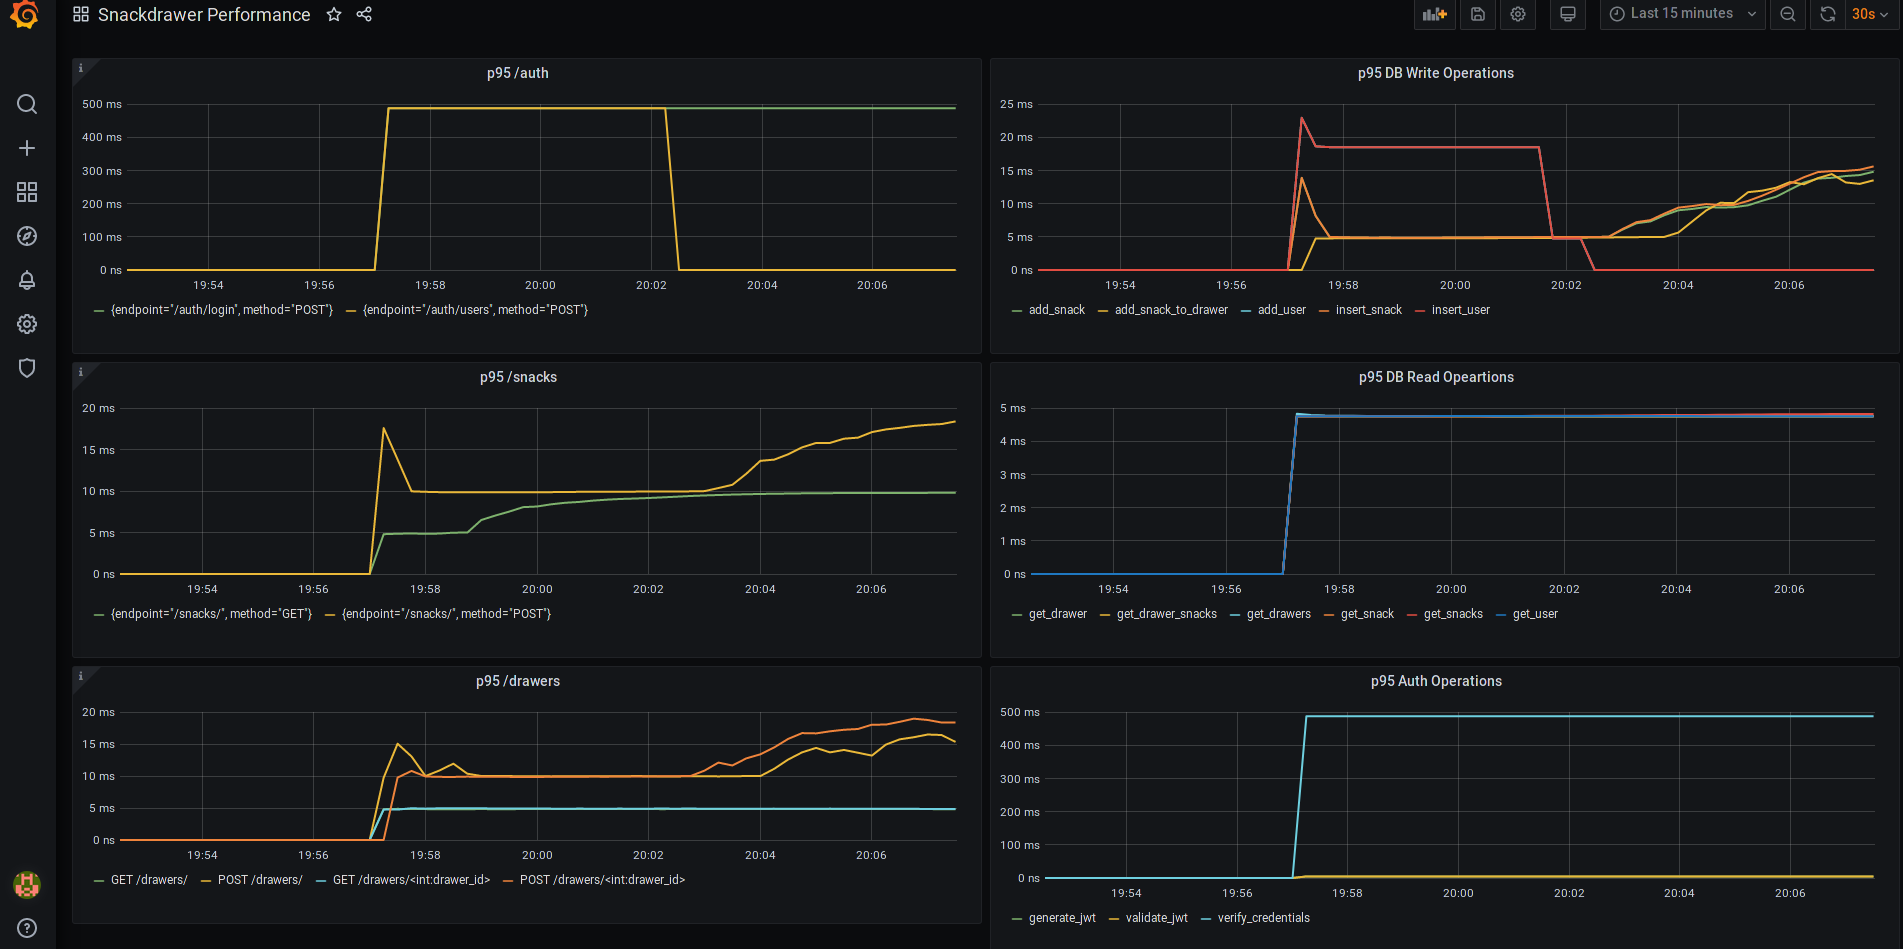 Snackdrawer Performance
Last 15 minutes
30s
i
p95 /auth
500 ms
400 ms
300 ms
200 ms
100 ms
0 ns
19:54 19:56 19:58 20:00 20:02 20:04 20:06
{endpoint="/auth/login", method="POST"} {endpoint="/auth/users", method="POST"}
p95 DB Write Operations
25 ms
20 ms
15 ms
10 ms
5 ms
0 ns
19:54 19:56 19:58 20:00 20:02 20:04 20:06
add_snack add_snack_to_drawer add_user insert_snack insert_user
i
p95 /snacks
20 ms
15 ms
10 ms
5 ms
0 ns
19:54 19:56 19:58 20:00 20:02 20:04 20:06
{endpoint="/snacks/", method="GET"} {endpoint="/snacks/", method="POST"}
p95 DB Read Opeartions
5 ms
4 ms
3 ms
2 ms
1 ms
0 ns
19:54 19:56 19:58 20:00 20:02 20:04 20:06
get_drawer get_drawer_snacks get_drawers get_snack get_snacks get_user
i
p95 /drawers
20 ms
15 ms
10 ms
5 ms
0 ns
19:54 19:56 19:58 20:00 20:02 20:04 20:06
GET /drawers/ POST /drawers/ GET /drawers/<int:drawer_id> POST /drawers/<int:drawer_id>
p95 Auth Operations
500 ms
400 ms
300 ms
200 ms
100 ms
0 ns
19:54 19:56 19:58 20:00 20:02 20:04 20:06
generate_jwt validate_jwt verify_credentials